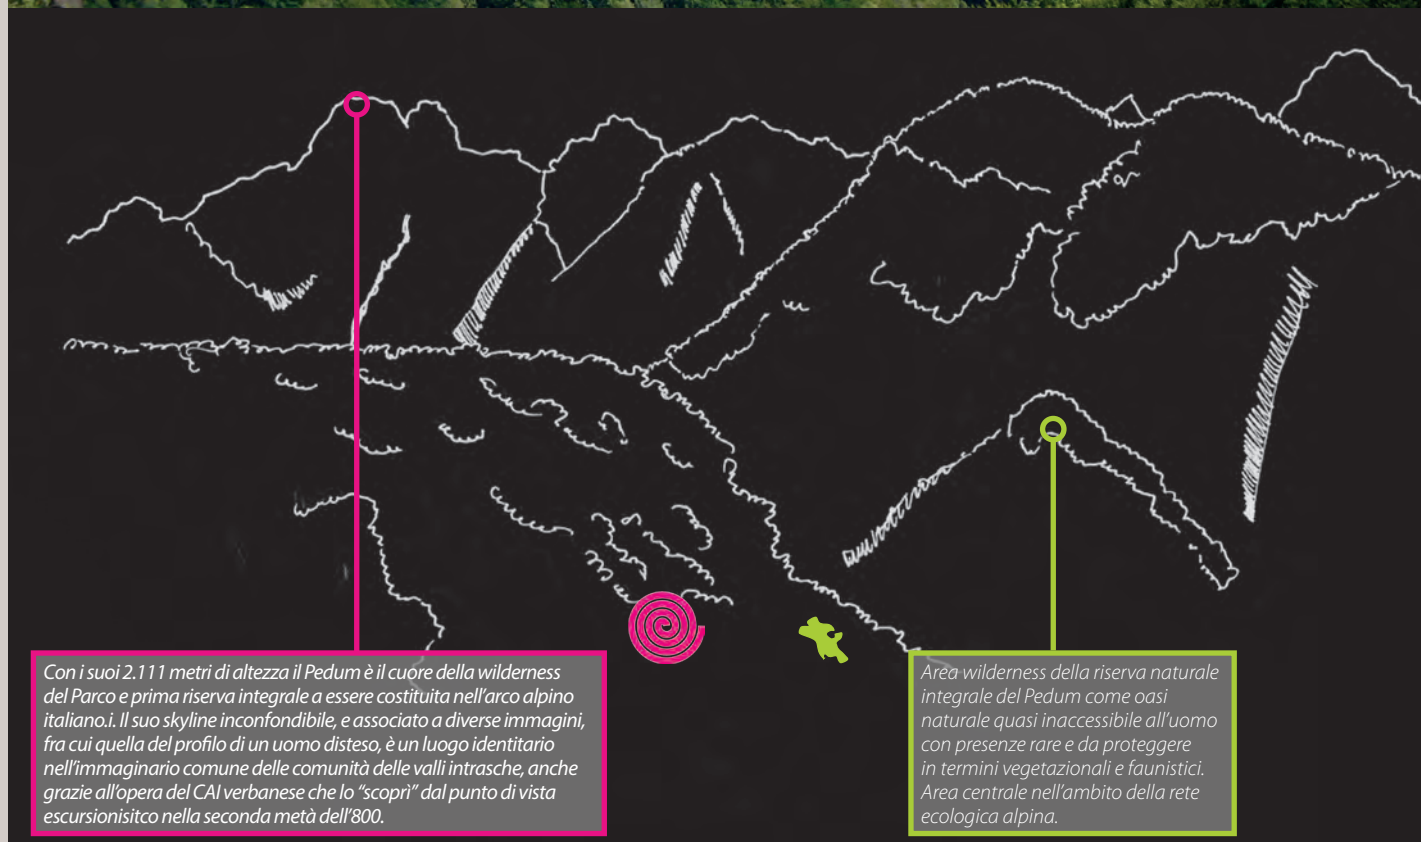 Con i suoi 2.111 metri di altezza il Pedum è il cuore della wilderness
del Parco e prima riserva integrale a essere costituita nell'arco alpino
italiano.i. Il suo skyline inconfondibile, e associato a diverse immagini,
fra cui quella del profilo di un uomo disteso, è un luogo identitario
nell'immaginario comune delle comunità delle valli intrasche, anche
grazie all'opera del CAI verbanese che lo "scoprì" dal punto di vista
escursionisitco nella seconda metà dell'800.
Area wilderness della riserva naturale
integrale del Pedum come oasi
naturale quasi inaccessibile all'uomo
con presenze rare e da proteggere
in termini vegetazionali e faunistici.
Area centrale nell'ambito della rete
ecologica alpina.